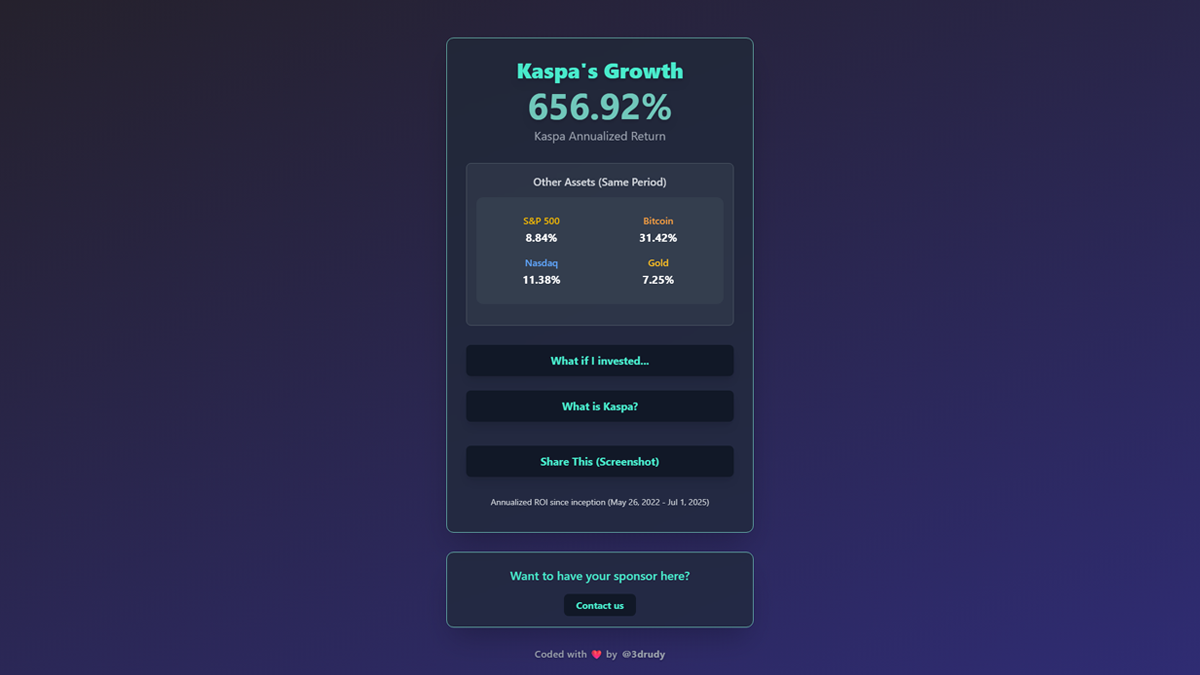 Kaspa's Growth
656.92%
Kaspa Annualized Return
Other Assets (Same Period)
S&P 500
8.84%
Bitcoin
31.42%
Nasdaq
11.38%
Gold
7.25%
What if I invested...
What is Kaspa?
Share This (Screenshot)
Annualized ROI since inception (May 26, 2022 - Jul 1, 2025)
Want to have your sponsor here?
Contact us
Coded with ❤️ by @3drudy